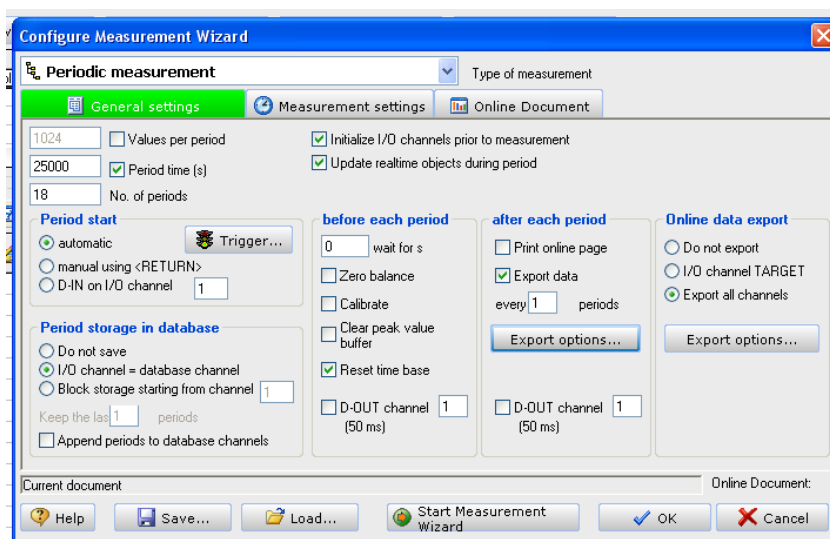 Configure Measurement Wizard
Periodic measurement
Type of measurement
General settings
Measurement settings
Online Document
1024
Values per period
Initialize I/O channels prior to measurement
25000
Period time (s)
Update realtime objects during period
18
No. of periods
Period start
automatic
Trigger...
manual using <RETURN>
D-IN on I/O channel
1
Period storage in database
Do not save
I/O channel = database channel
Block storage starting from channel
1
Keep the las
1
periods
Append periods to database channels
before each period
0
wait for s
Zero balance
Calibrate
Clear peak value
buffer
Reset time base
D-OUT channel
1
(50 ms)
after each period
Print online page
Export data
every
1
periods
Export options...
D-OUT channel
1
(50 ms)
Online data export
Do not export
I/O channel TARGET
Export all channels
Export options...
Current document
Online Document:
Help
Save...
Load...
Start Measurement
Wizard
OK
Cancel